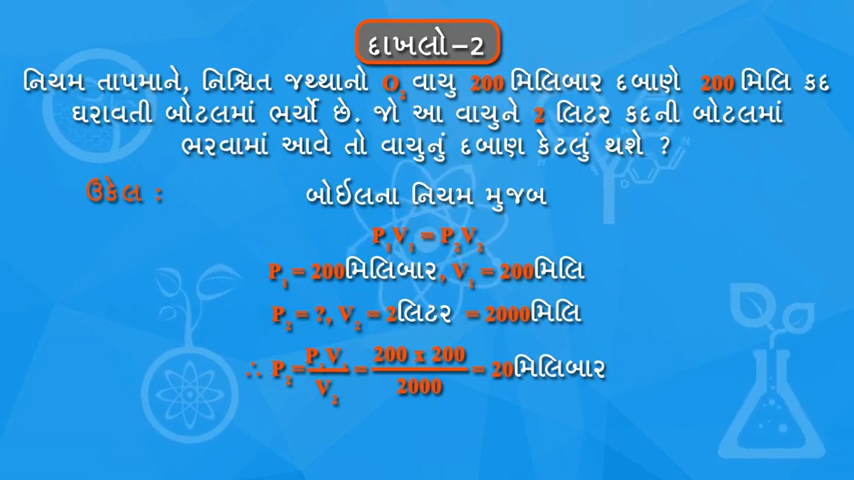 દાખલો–2
નિયમ તાપમાને, નિશ્ચિત જથ્થાનો O₂ વાયુ 200 મિલિબાર દબાણે 200 મિલિ કદ
ધરાવતી બોટલમાં ભર્યો છે. જો આ વાયુને 2 લિટર કદની બોટલમાં
ભરવામાં આવે તો વાયુનું દબાણ કેટલું થશે ?
ઉકેલ :
બોઈલના નિયમ મુજબ
P₁V₁ = P₂V₂
P₁ = 200મિલિબાર, V₁ = 200મિલિ
P₂ = ?, V₂ = 2લિટર = 2000મિલિ
∴ P₂ = P₁V₁ / V₂ = 200 x 200 / 2000 = 20મિલિબાર